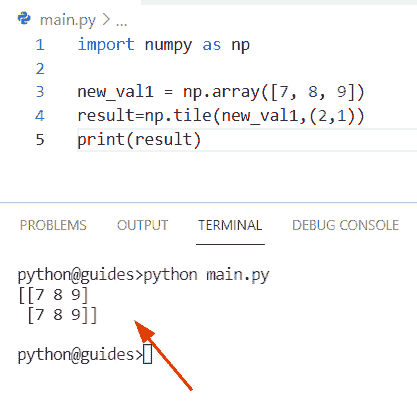 main.py > ...
1 import numpy as np
2
3 new_val1 = np.array([7, 8, 9])
4 result=np.tile(new_val1,(2,1))
5 print(result)
PROBLEMS OUTPUT TERMINAL DEBUG CONSOLE
python@guides>python main.py
[[7 8 9]
 [7 8 9]]
python@guides>